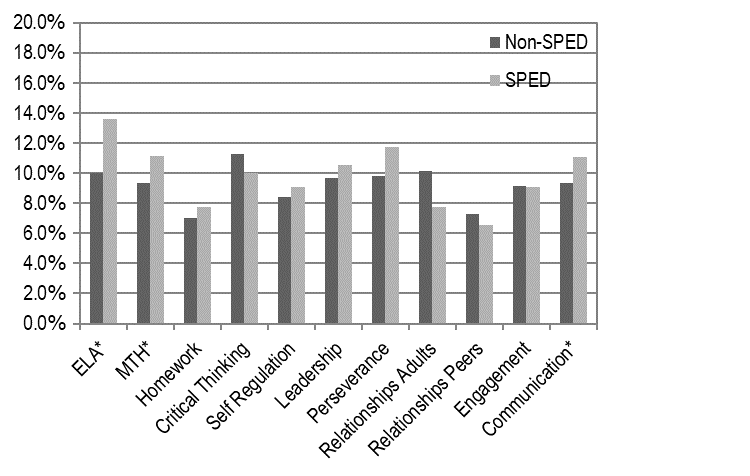 20.0%
18.0%
16.0%
14.0%
12.0%
10.0%
8.0%
6.0%
4.0%
2.0%
0.0%
Non-SPED
SPED
ELA*
MTH*
Homework
Critical Thinking
Self Regulation
Leadership
Perseverance
Relationships Adults
Relationships Peers
Engagement
Communication*